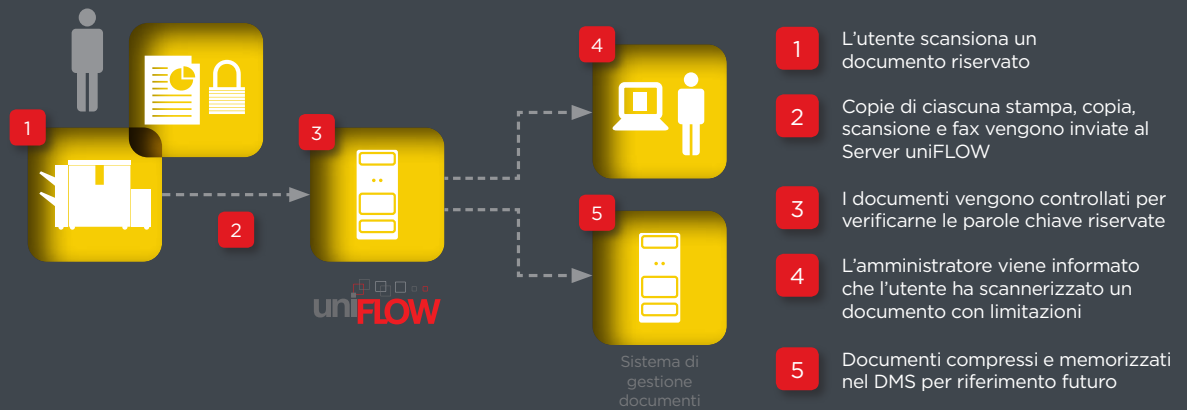 1
2
3
uniFLOW
4
5
Sistema di
gestione
documenti
1
L'utente scansiona un
documento riservato
2
Copie di ciascuna stampa, copia,
scansione e fax vengono inviate al
Server uniFLOW
3
I documenti vengono controllati per
verificarne le parole chiave riservate
4
L'amministratore viene informato
che l'utente ha scannerizzato un
documento con limitazioni
5
Documenti compressi e memorizzati
nel DMS per riferimento futuro